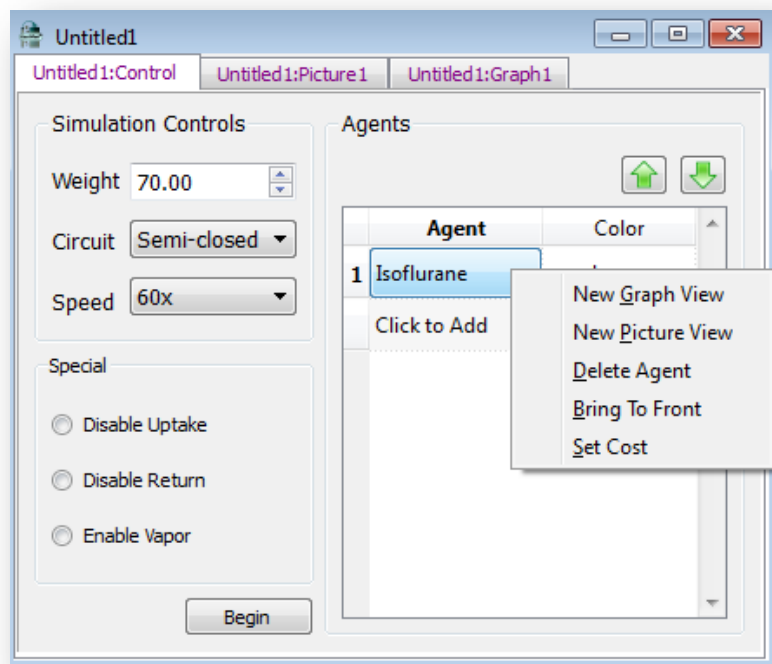 Untitled1
Untitled1:Control
Untitled1:Picture1
Untitled1:Graph1
Simulation Controls
Weight 70.00
Circuit Semi-closed
Speed 60x
Special
Disable Uptake
Disable Return
Enable Vapor
Begin
Agents
Agent Color
1 Isoflurane
Click to Add
New Graph View
New Picture View
Delete Agent
Bring To Front
Set Cost